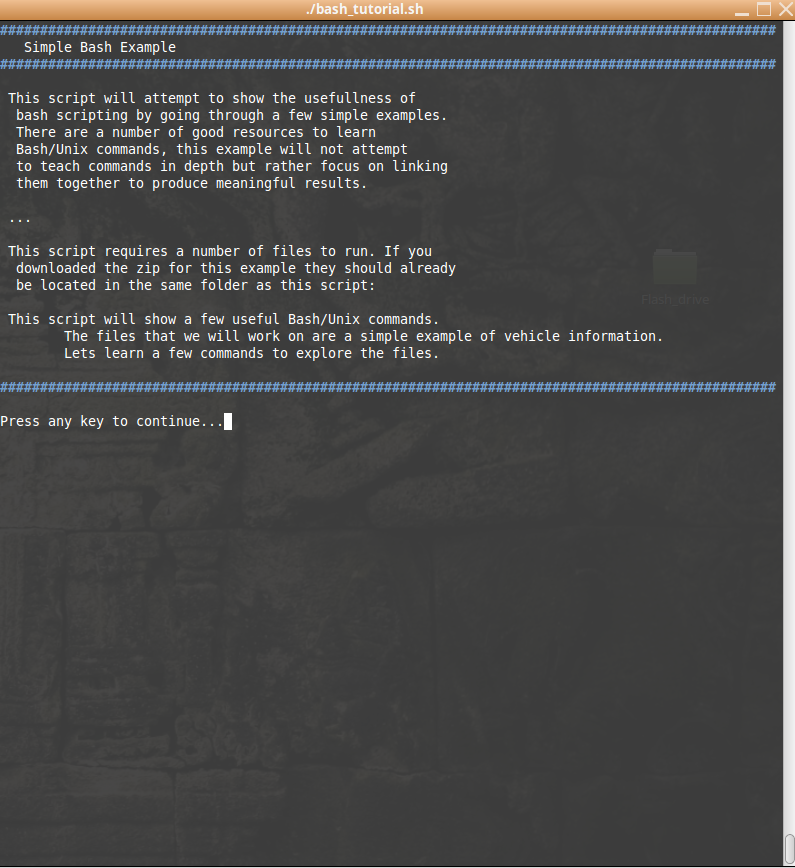 ./bash_tutorial.sh
#################################################################################################
Simple Bash Example
#################################################################################################
This script will attempt to show the usefullness of
bash scripting by going through a few simple examples.
There are a number of good resources to learn
Bash/Unix commands, this example will not attempt
to teach commands in depth but rather focus on linking
them together to produce meaningful results.
...
This script requires a number of files to run. If you
downloaded the zip for this example they should already
be located in the same folder as this script:
Flash_drive
This script will show a few useful Bash/Unix commands.
The files that we will work on are a simple example of vehicle information.
Lets learn a few commands to explore the files.
#################################################################################################
Press any key to continue...